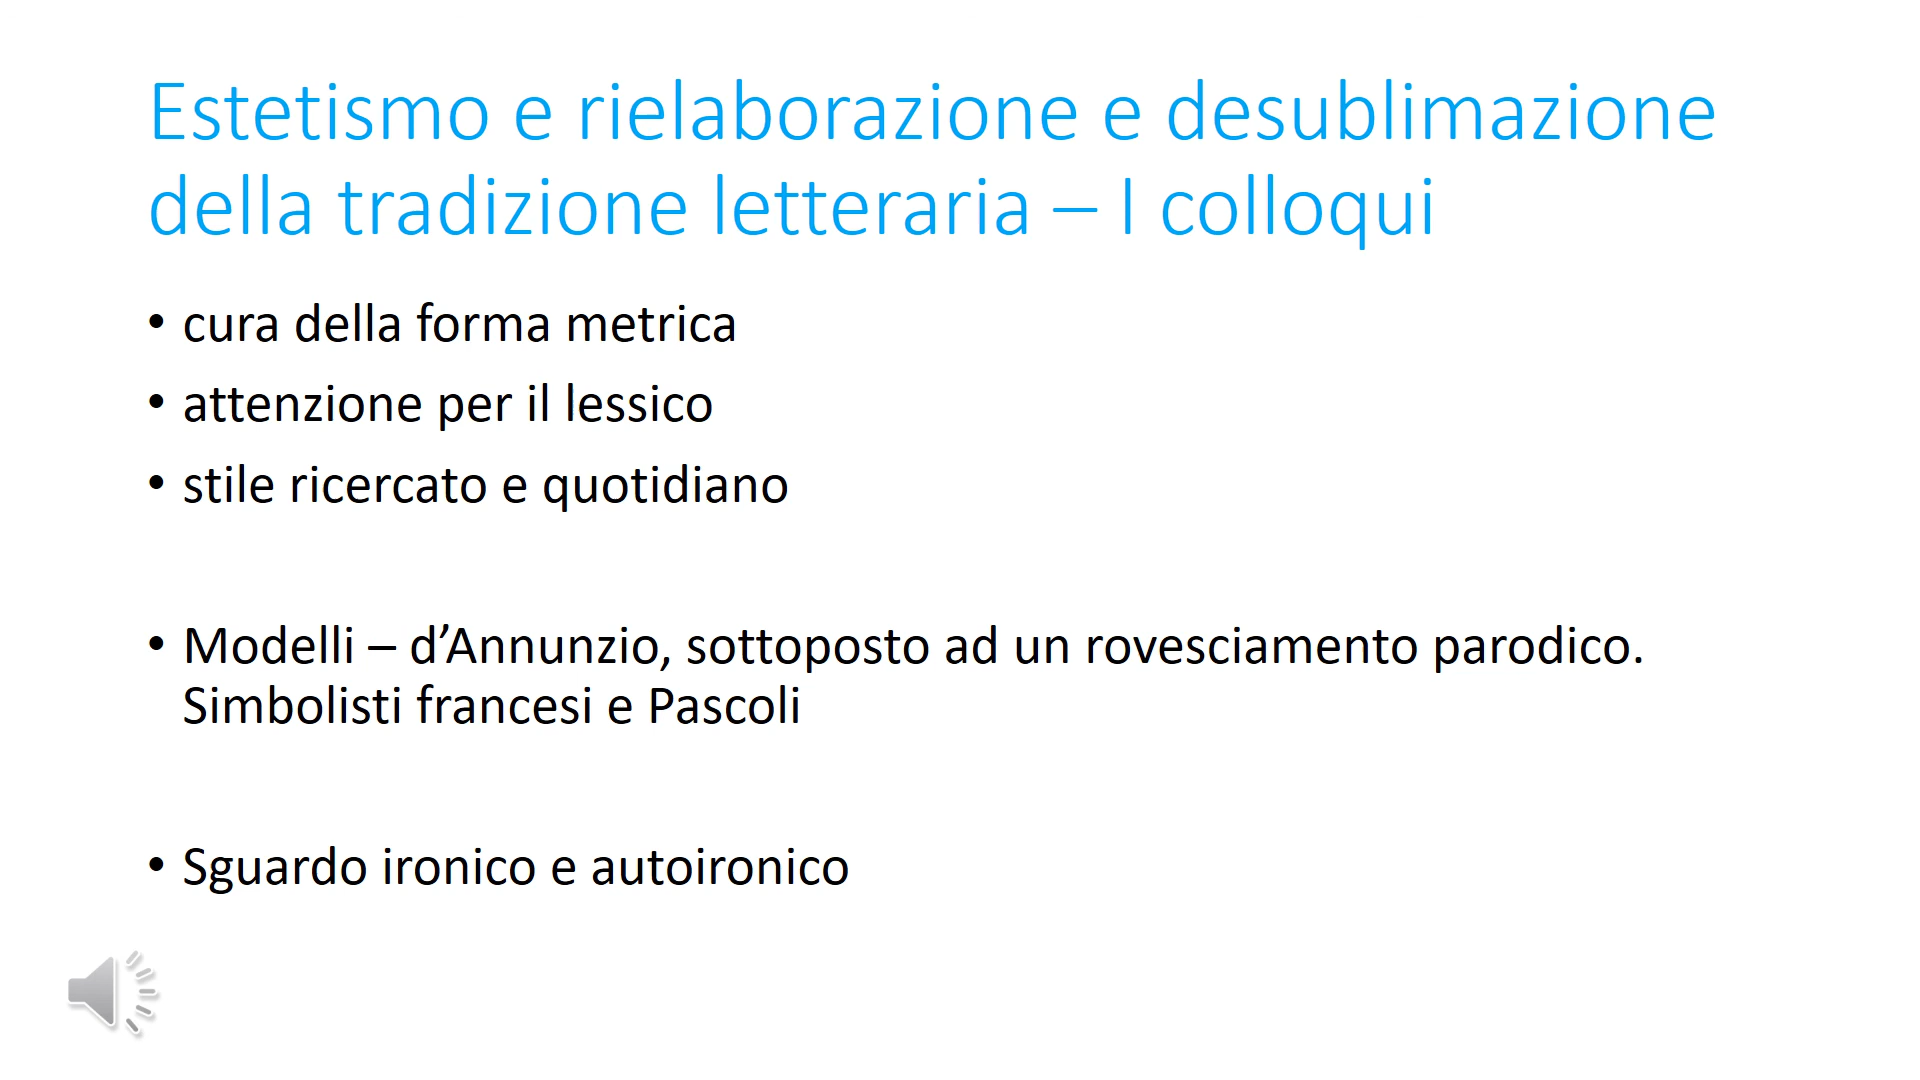 Estetismo e rielaborazione e desublimazione
della tradizione letteraria – I colloqui
• cura della forma metrica
• attenzione per il lessico
• stile ricercato e quotidiano
• Modelli – d’Annunzio, sottoposto ad un rovesciamento parodico.
Simbolisti francesi e Pascoli
• Sguardo ironico e autoironico